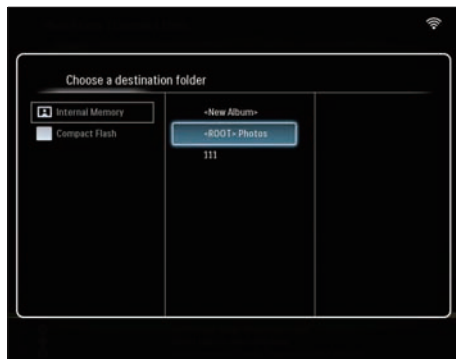 Choose a destination folder
Internal Memory
Compact Flash
<New Album>
<ROOT> Photos
111